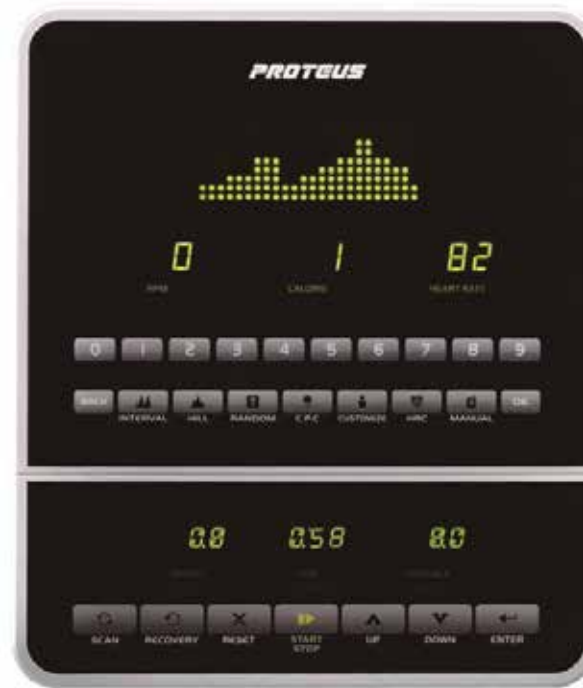 PROTEUS
0 1 82
RPM CALORIE HEART RATE
0 1 2 3 4 5 6 7 8 9
BACK INTERVAL HILL RANDOM C.P.C CUSTOMIZE HRC MANUAL OK
0.8 0.58 8.0
SCAN RECOVERY RESET START STOP UP DOWN ENTER